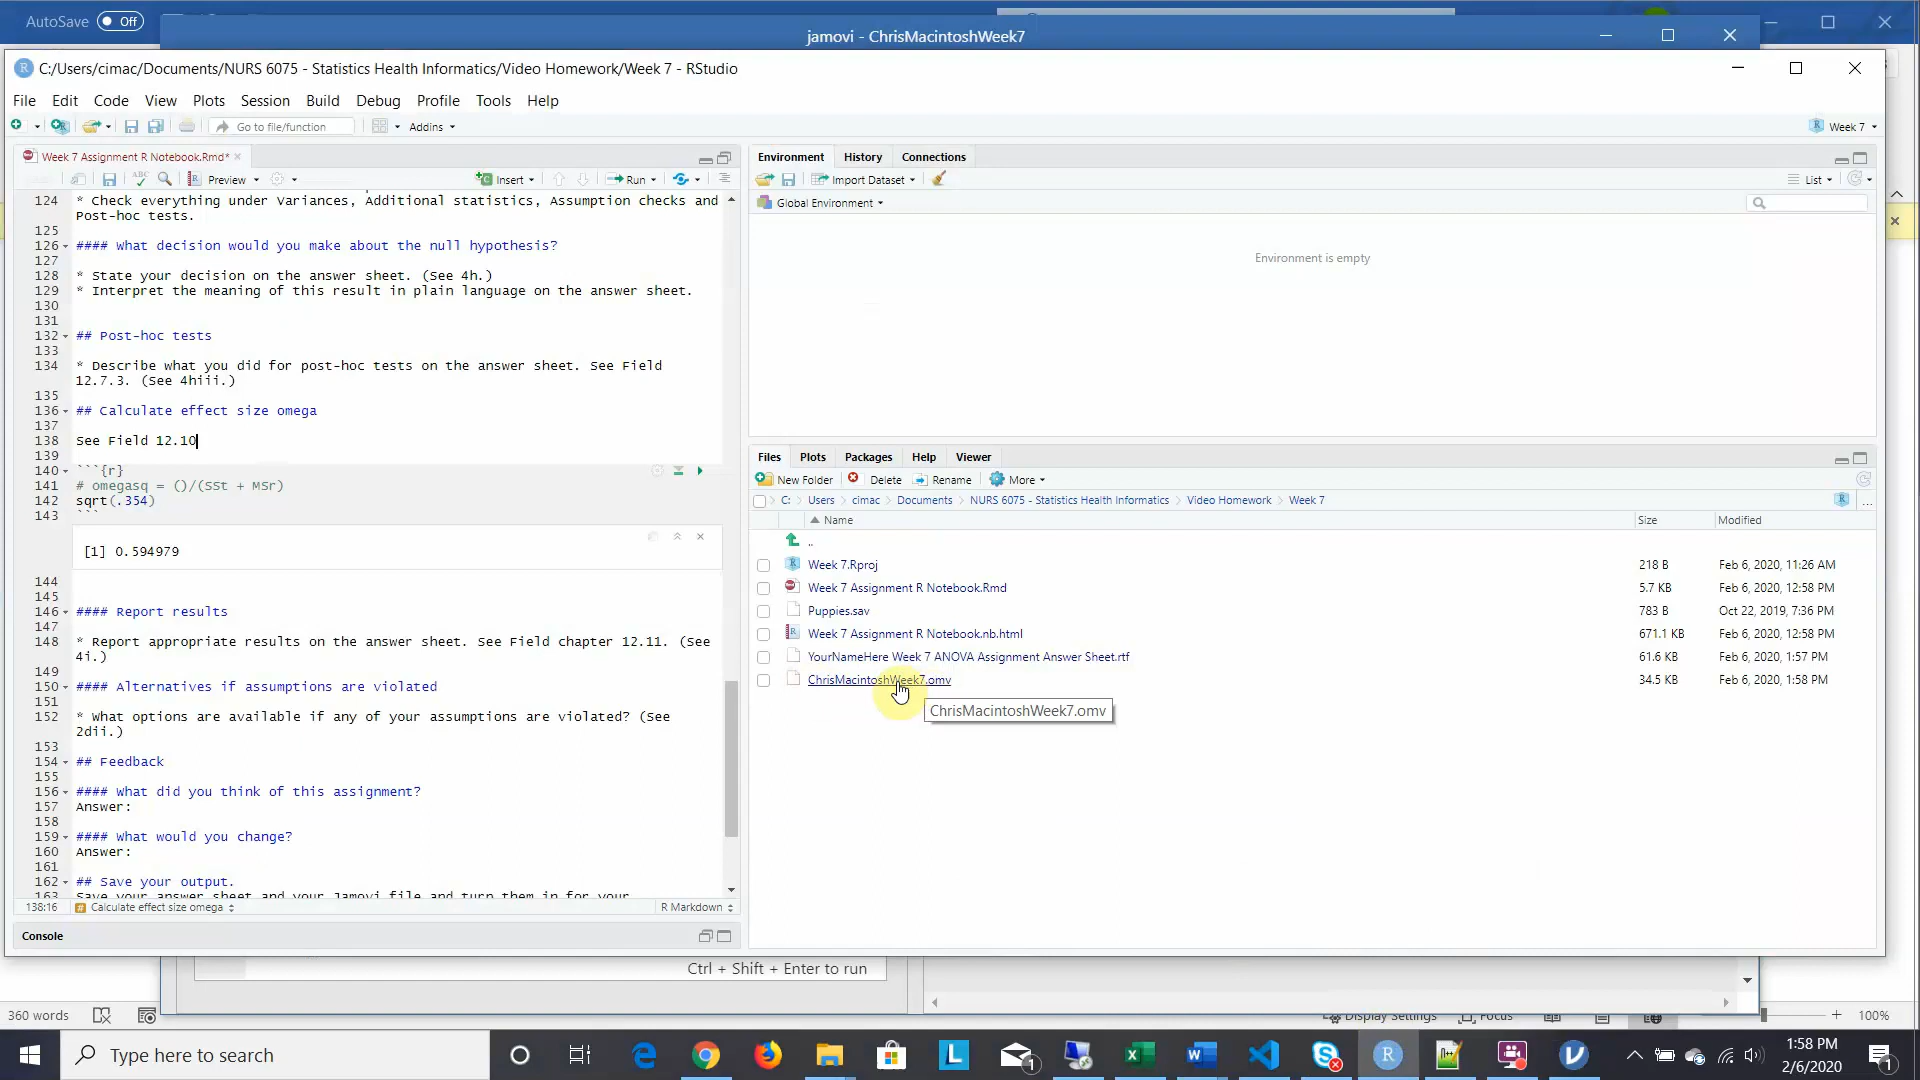 AutoSave Off
jamovi - ChrisMacintoshWeek7
C:/Users/cimac/Documents/NURS 6075 - Statistics Health Informatics/Video Homework/Week 7 - RStudio
File Edit Code View Plots Session Build Debug Profile Tools Help
Go to file/function Addins Week 7
Week 7 Assignment R Notebook.Rmd*
Preview Insert Run
124 * Check everything under Variances, Additional statistics, Assumption checks and
Post-hoc tests.
125
126 #### What decision would you make about the null hypothesis?
127
128 * State your decision on the answer sheet. (See 4h.)
129 * Interpret the meaning of this result in plain language on the answer sheet.
130
131
132 ## Post-hoc tests
133
134 * Describe what you did for post-hoc tests on the answer sheet. See Field
12.7.3. (See 4hiii.)
135
136 ## Calculate effect size omega
137
138 See Field 12.10
139
140 ```{r}
141 # omegasq = ()/(SSt + MSr)
142 sqrt(.354)
143 ```
[1] 0.594979
144
145
146 #### Report results
147
148 * Report appropriate results on the answer sheet. See Field chapter 12.11. (See
4i.)
149
150 #### Alternatives if assumptions are violated
151
152 * What options are available if any of your assumptions are violated? (See
2dii.)
153
154 ## Feedback
155
156 #### What did you think of this assignment?
157 Answer:
158
159 #### What would you change?
160 Answer:
161
162 ## Save your output.
163 Save your answer sheet and your Jamovi file and turn them in for your
138:16 Calculate effect size omega R Markdown
Console
Environment History Connections
Import Dataset List
Global Environment
Environment is empty
Files Plots Packages Help Viewer
New Folder Delete Rename More
C: Users cimac Documents NURS 6075 - Statistics Health Informatics Video Homework Week 7
Name Size Modified
..
Week 7.Rproj 218 B Feb 6, 2020, 11:26 AM
Week 7 Assignment R Notebook.Rmd 5.7 KB Feb 6, 2020, 12:58 PM
Puppies.sav 783 B Oct 22, 2019, 7:36 PM
Week 7 Assignment R Notebook.nb.html 671.1 KB Feb 6, 2020, 12:58 PM
YourNameHere Week 7 ANOVA Assignment Answer Sheet.rtf 61.6 KB Feb 6, 2020, 1:57 PM
ChrisMacintoshWeek7.omv 34.5 KB Feb 6, 2020, 1:58 PM
ChrisMacintoshWeek7.omv
Ctrl + Shift + Enter to run
360 words Display Settings Focus 100%
Type here to search
1:58 PM
2/6/2020